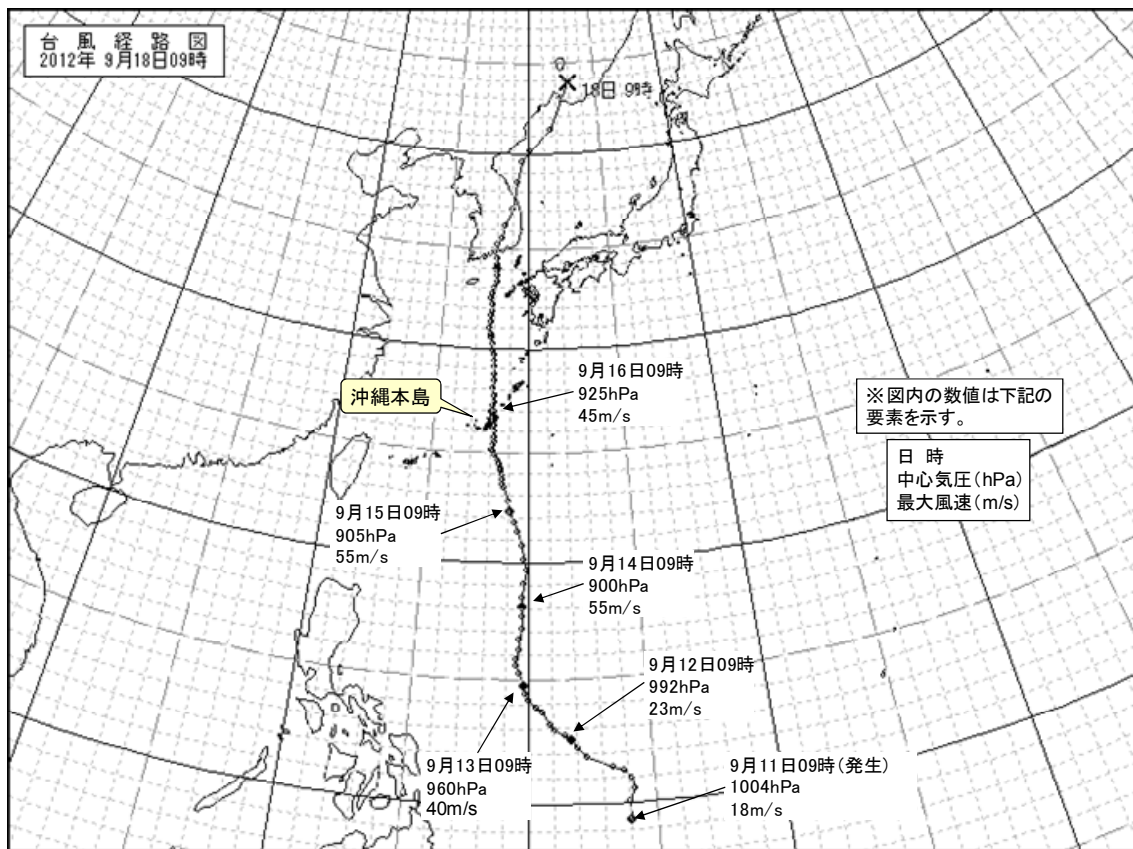 台風経路図
2012年 9月18日09時
18日 9時
9月16日09時
925hPa
45m/s
沖縄本島
※図内の数値は下記の
要素を示す。
日 時
中心気圧(hPa)
最大風速(m/s)
9月15日09時
905hPa
55m/s
9月14日09時
900hPa
55m/s
9月12日09時
992hPa
23m/s
9月13日09時
960hPa
40m/s
9月11日09時(発生)
1004hPa
18m/s